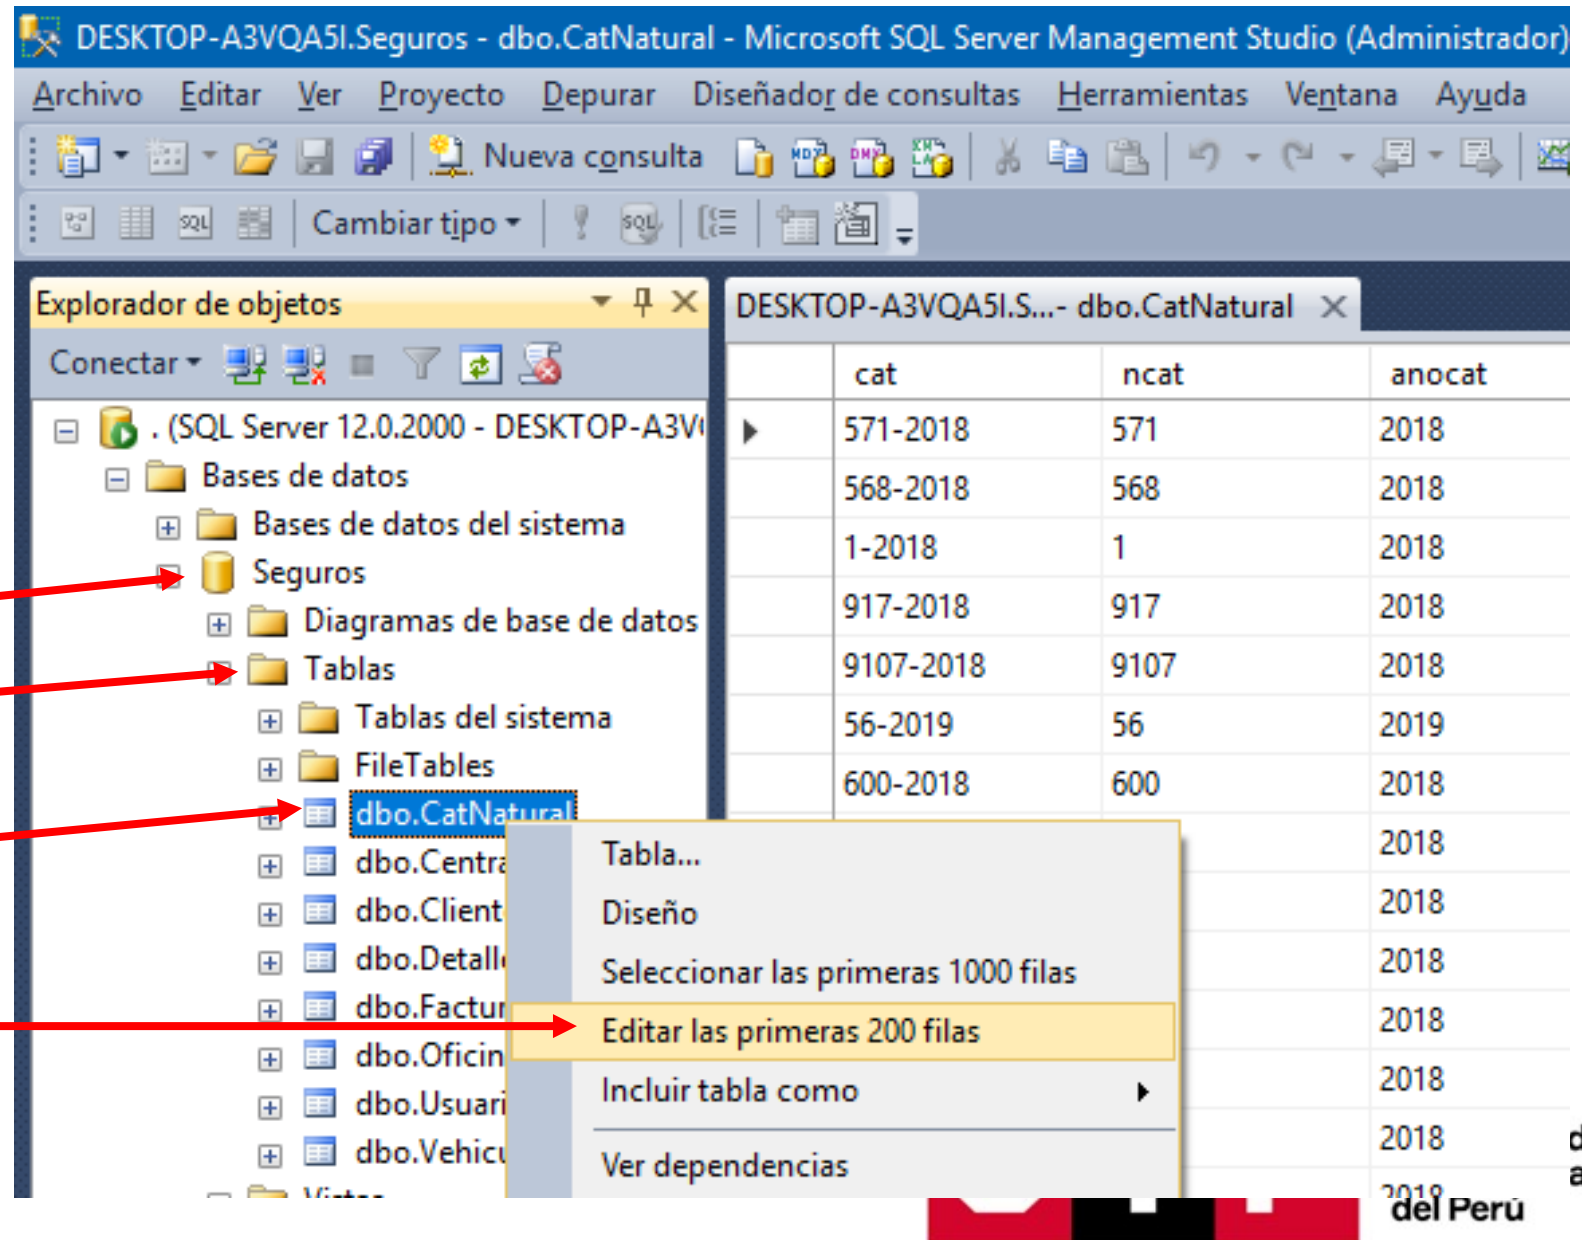 DESKTOP-A3VQA5I.Seguros - dbo.CatNatural - Microsoft SQL Server Management Studio (Administrador)
Archivo Editar Ver Proyecto Depurar Diseñador de consultas Herramientas Ventana Ayuda
Nueva consulta
Cambiar tipo
Explorador de objetos
Conectar
. (SQL Server 12.0.2000 - DESKTOP-A3V
Bases de datos
Bases de datos del sistema
Seguros
Diagramas de base de datos
Tablas
Tablas del sistema
FileTables
dbo.CatNatural
dbo.Centra
dbo.Client
dbo.Detall
dbo.Factur
dbo.Oficin
dbo.Usuari
dbo.Vehicu
Tabla...
Diseño
Seleccionar las primeras 1000 filas
Editar las primeras 200 filas
Incluir tabla como
Ver dependencias
DESKTOP-A3VQA5I.S...- dbo.CatNatural
cat ncat anocat
571-2018 571 2018
568-2018 568 2018
1-2018 1 2018
917-2018 917 2018
9107-2018 9107 2018
56-2019 56 2019
600-2018 600 2018
2018
2018
2018
2018
2018
2018
2018
del Perú